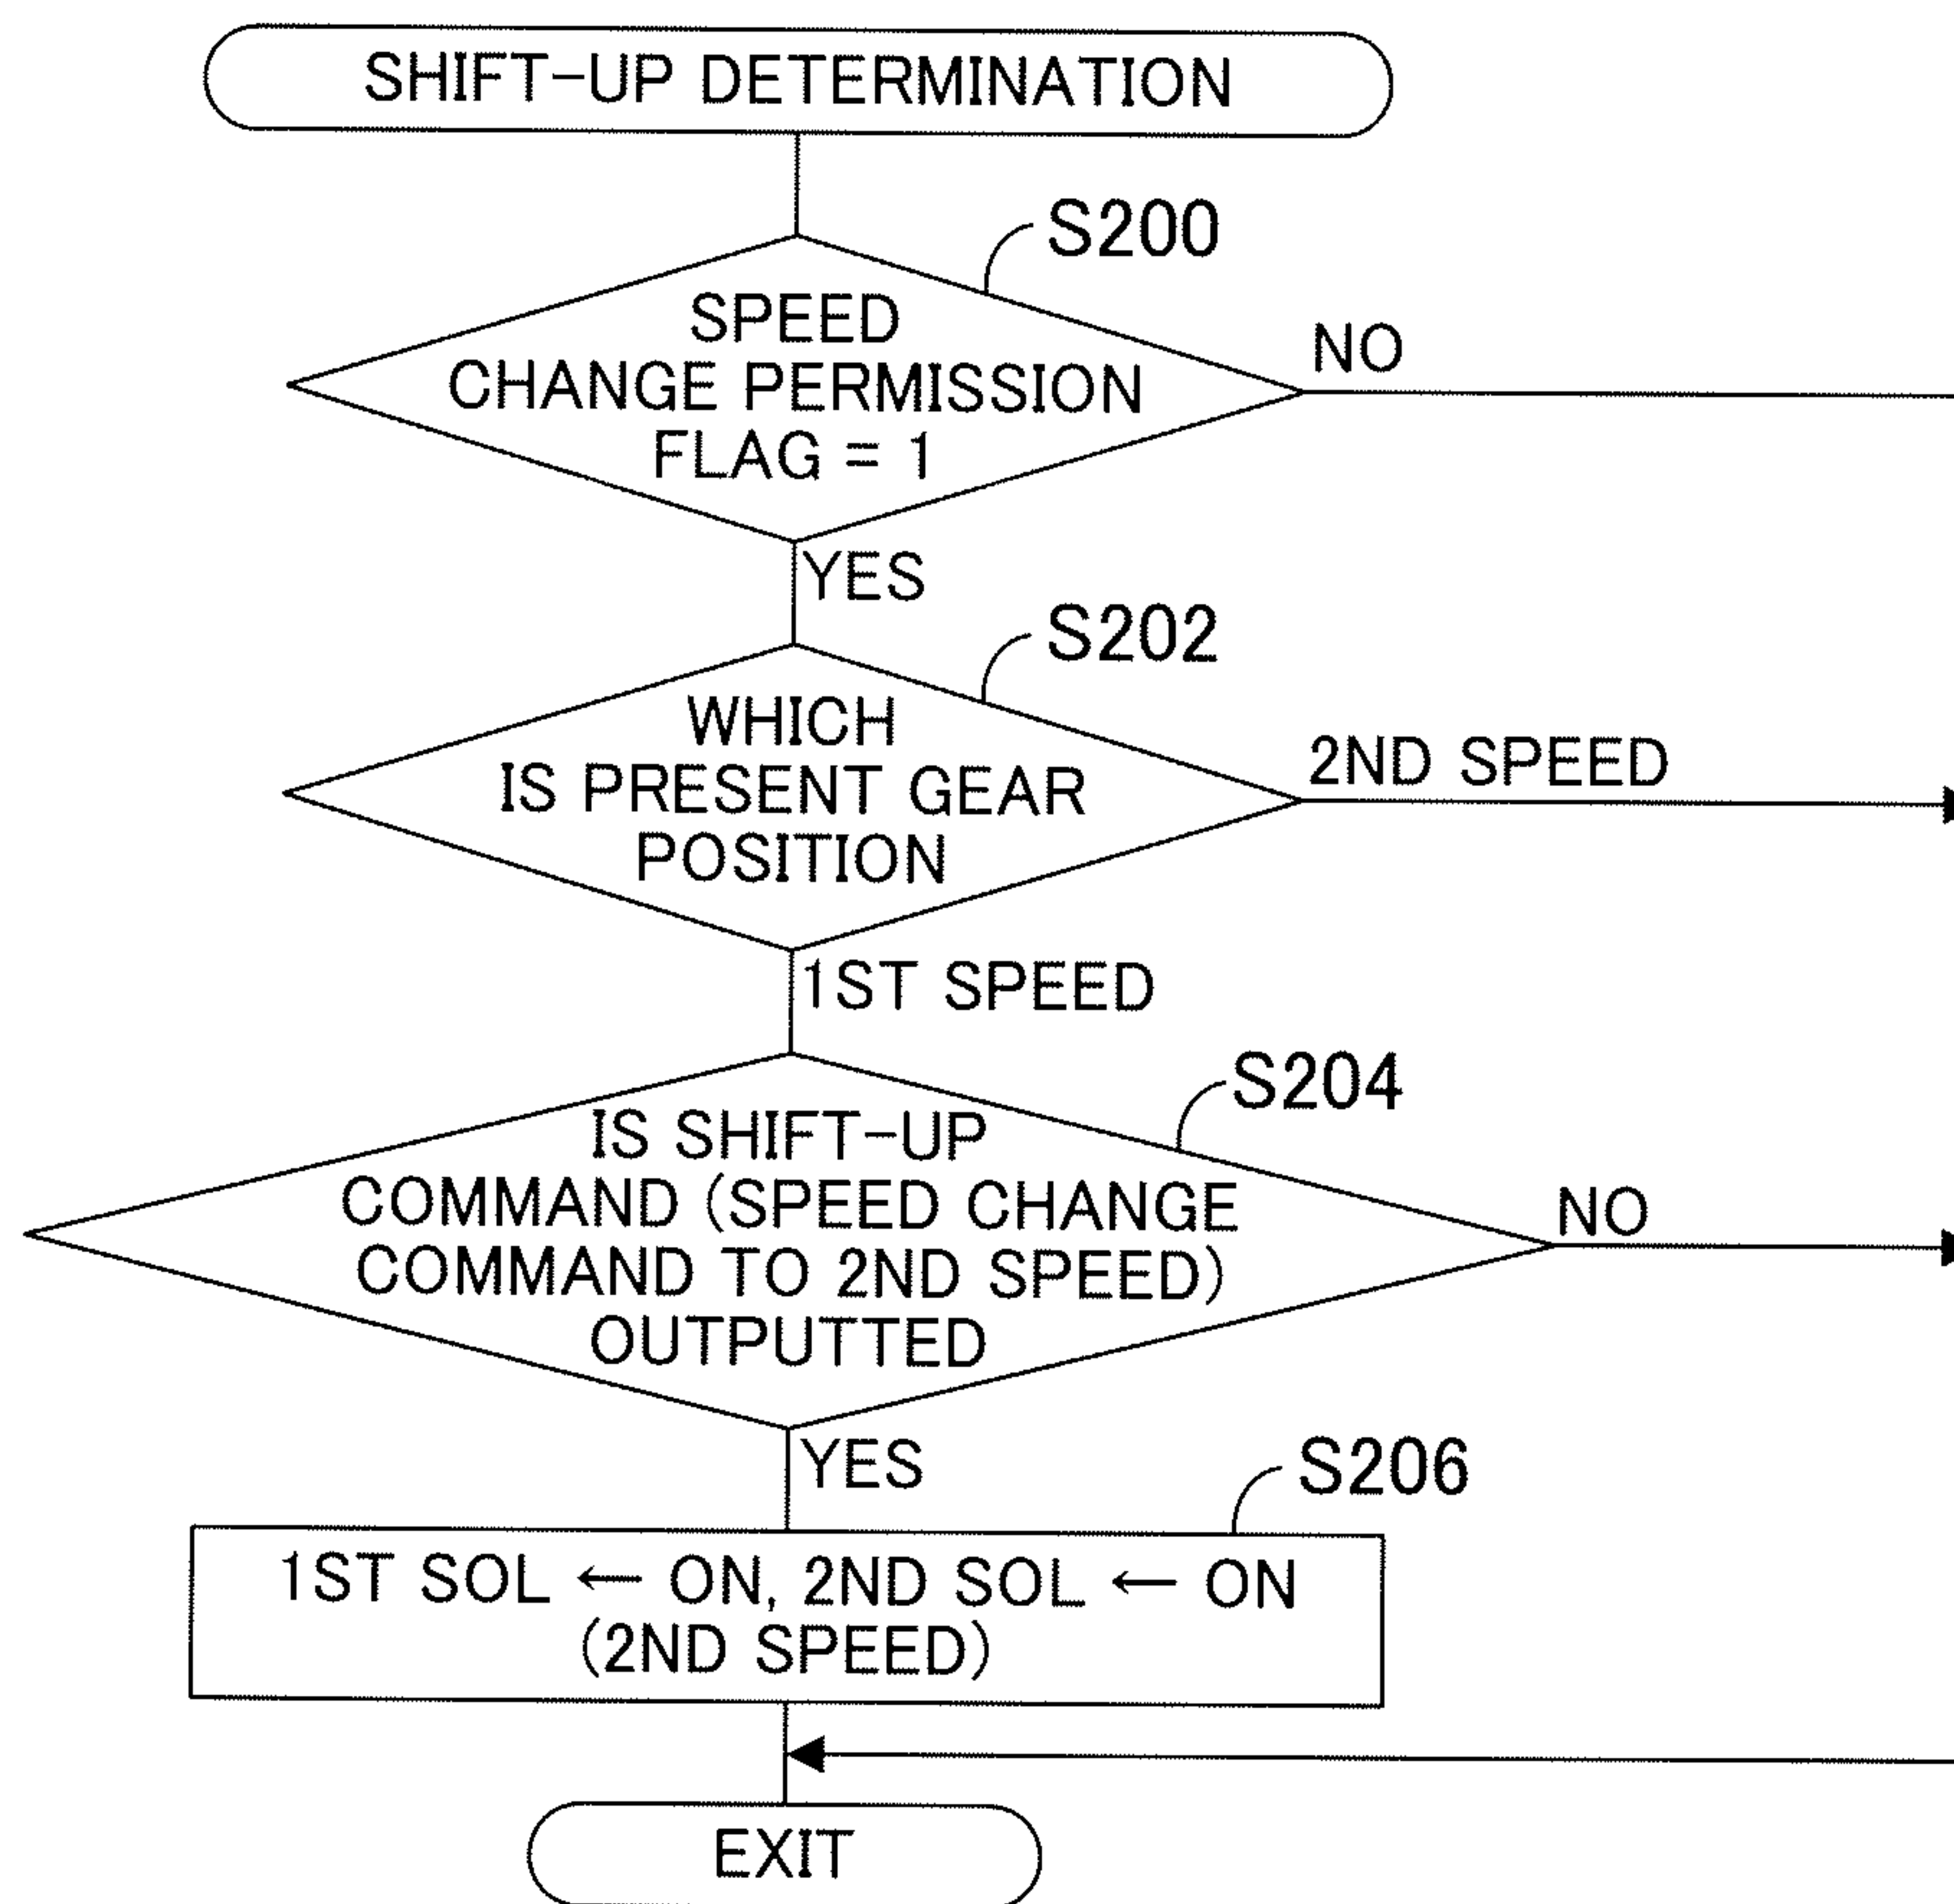 SHIFT-UP DETERMINATION
S200
SPEED
CHANGE PERMISSION
FLAG = 1
NO
YES
S202
WHICH
IS PRESENT GEAR
POSITION
2ND SPEED
1ST SPEED
S204
IS SHIFT-UP
COMMAND (SPEED CHANGE
COMMAND TO 2ND SPEED)
OUTPUTTED
NO
YES
S206
1ST SOL ← ON, 2ND SOL ← ON
(2ND SPEED)
EXIT